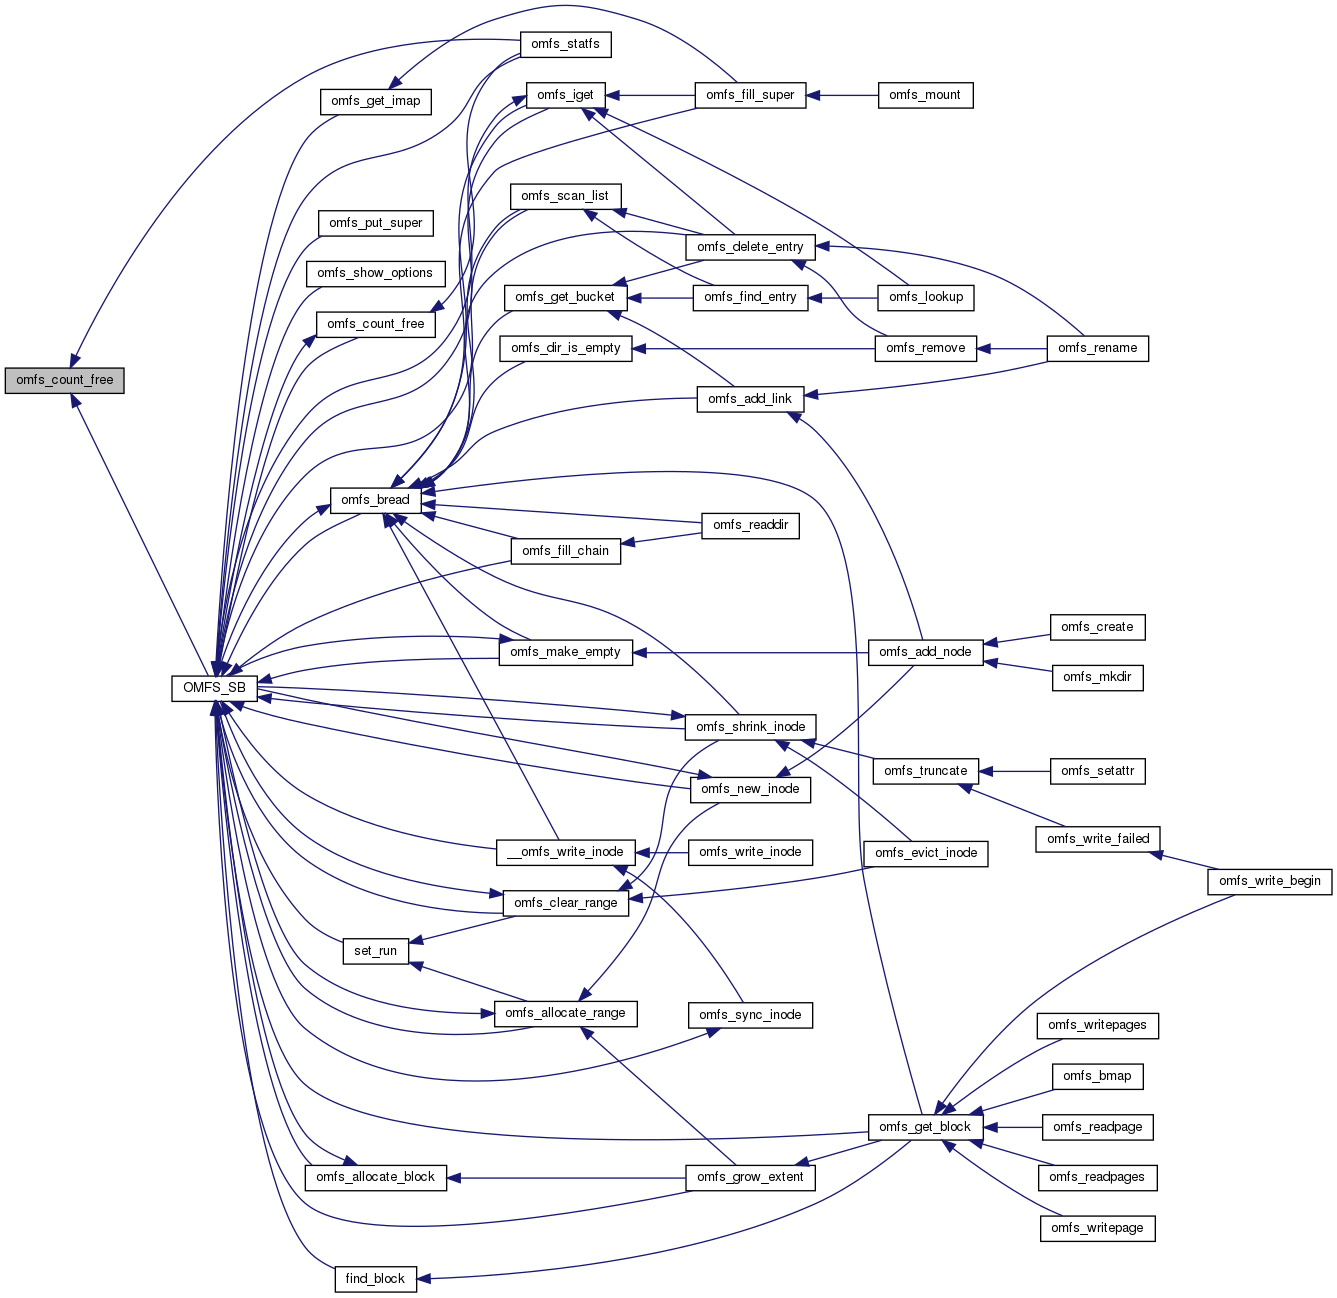 omfs_statfs
omfs_get_imap
omfs_iget
omfs_fill_super
omfs_mount
omfs_scan_list
omfs_put_super
omfs_delete_entry
omfs_show_options
omfs_get_bucket
omfs_find_entry
omfs_lookup
omfs_count_free
omfs_dir_is_empty
omfs_remove
omfs_rename
omfs_count_free
omfs_add_link
omfs_bread
omfs_readdir
omfs_fill_chain
omfs_create
omfs_make_empty
omfs_add_node
omfs_mkdir
OMFS_SB
omfs_shrink_inode
omfs_truncate
omfs_setattr
omfs_new_inode
omfs_write_failed
__omfs_write_inode
omfs_write_inode
omfs_evict_inode
omfs_write_begin
omfs_clear_range
set_run
omfs_allocate_range
omfs_sync_inode
omfs_writepages
omfs_bmap
omfs_get_block
omfs_readpage
omfs_allocate_block
omfs_grow_extent
omfs_readpages
omfs_writepage
find_block